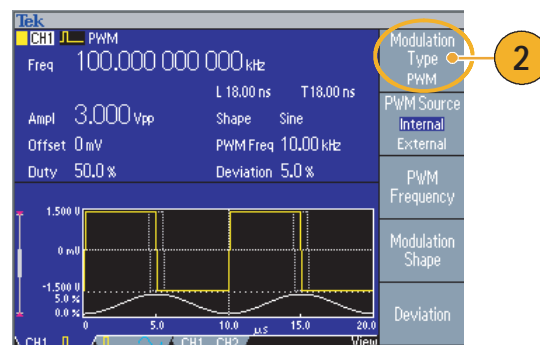 Tek
CH1 PWM
Freq 100.000 000 000 kHz
L 18.00 ns T18.00 ns
Ampl 3.000 Vpp Shape Sine
Offset 0 mV PWM Freq 10.00 kHz
Duty 50.0 % Deviation 5.0 %
1.500 V
0 mV
-1.500 V
5.0 %
0.0 %
0 5.0 10.0 μs 15.0 20.0
CH1 CH1 CH2 View
Modulation
Type
PWM
2
PWM Source
Internal
External
PWM
Frequency
Modulation
Shape
Deviation